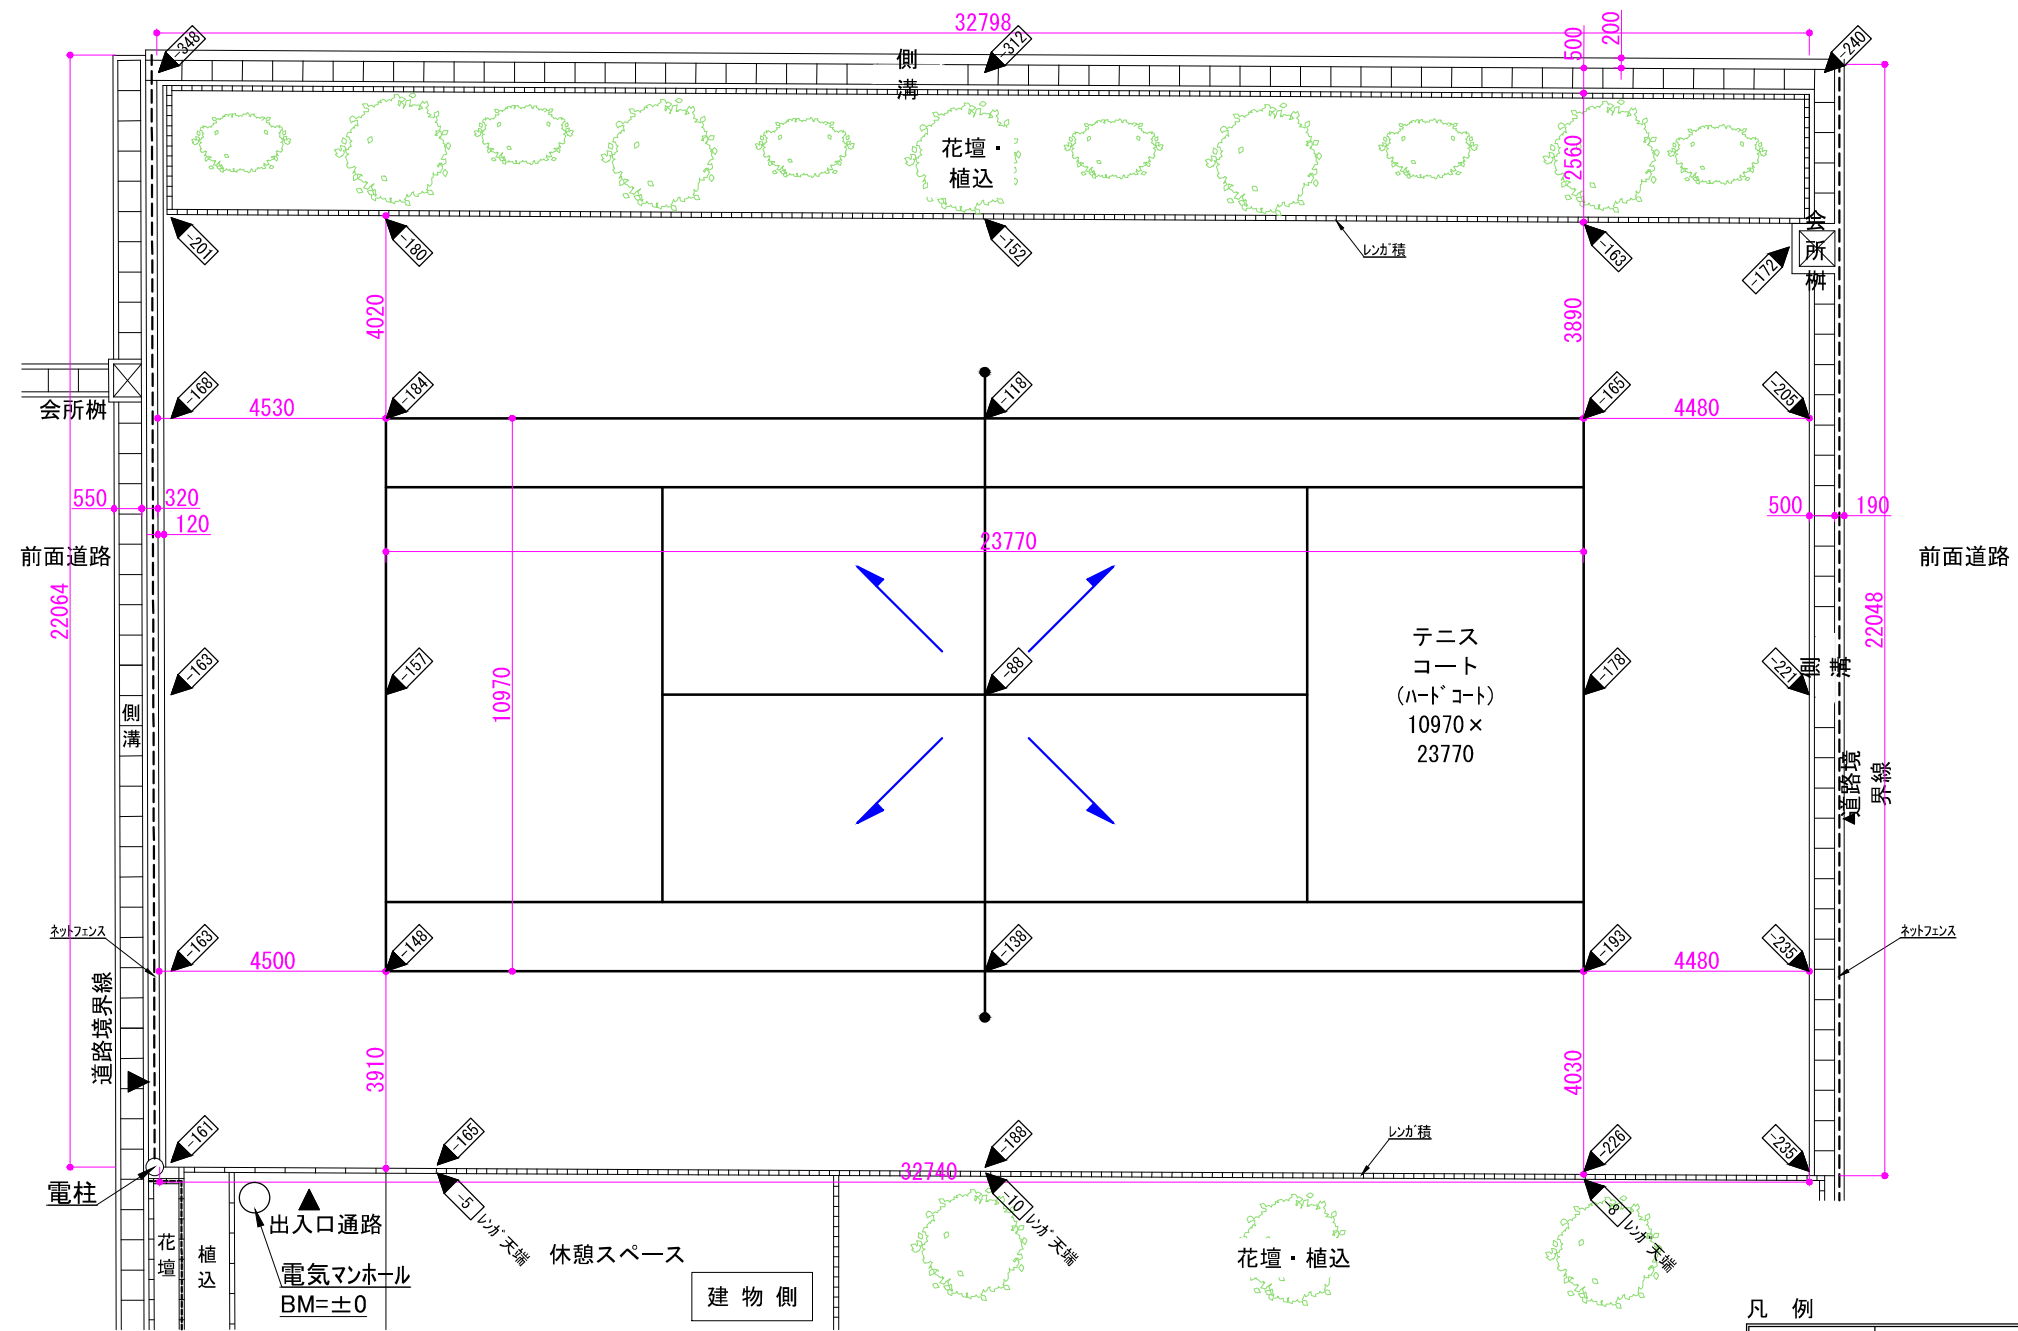 32798
-348
-312
-240
500
200
側
溝
花壇・
植込
2560
-201
-180
-152
-163
-172
レンガ積
会
所
桝
4020
3890
会所桝
-168
-184
-118
-165
-205
4530
4480
550
320
120
500
190
前面道路
前面道路
22064
22048
23770
10970
テニス
コート
(ハードコート)
10970×
23770
-163
-157
-88
-178
-221
側
溝
側
溝
道路境
界線
ネットフェンス
ネットフェンス
-163
-148
-138
-193
-235
4500
4480
道路境界線
3910
4030
-161
-165
-188
-226
-235
レンガ積
32740
電柱
-5 レンガ天端
-10 レンガ天端
-8 レンガ天端
出入口通路
花
壇
植
込
休憩スペース
花壇・植込
電気マンホール
BM=±0
建 物 側
凡 例